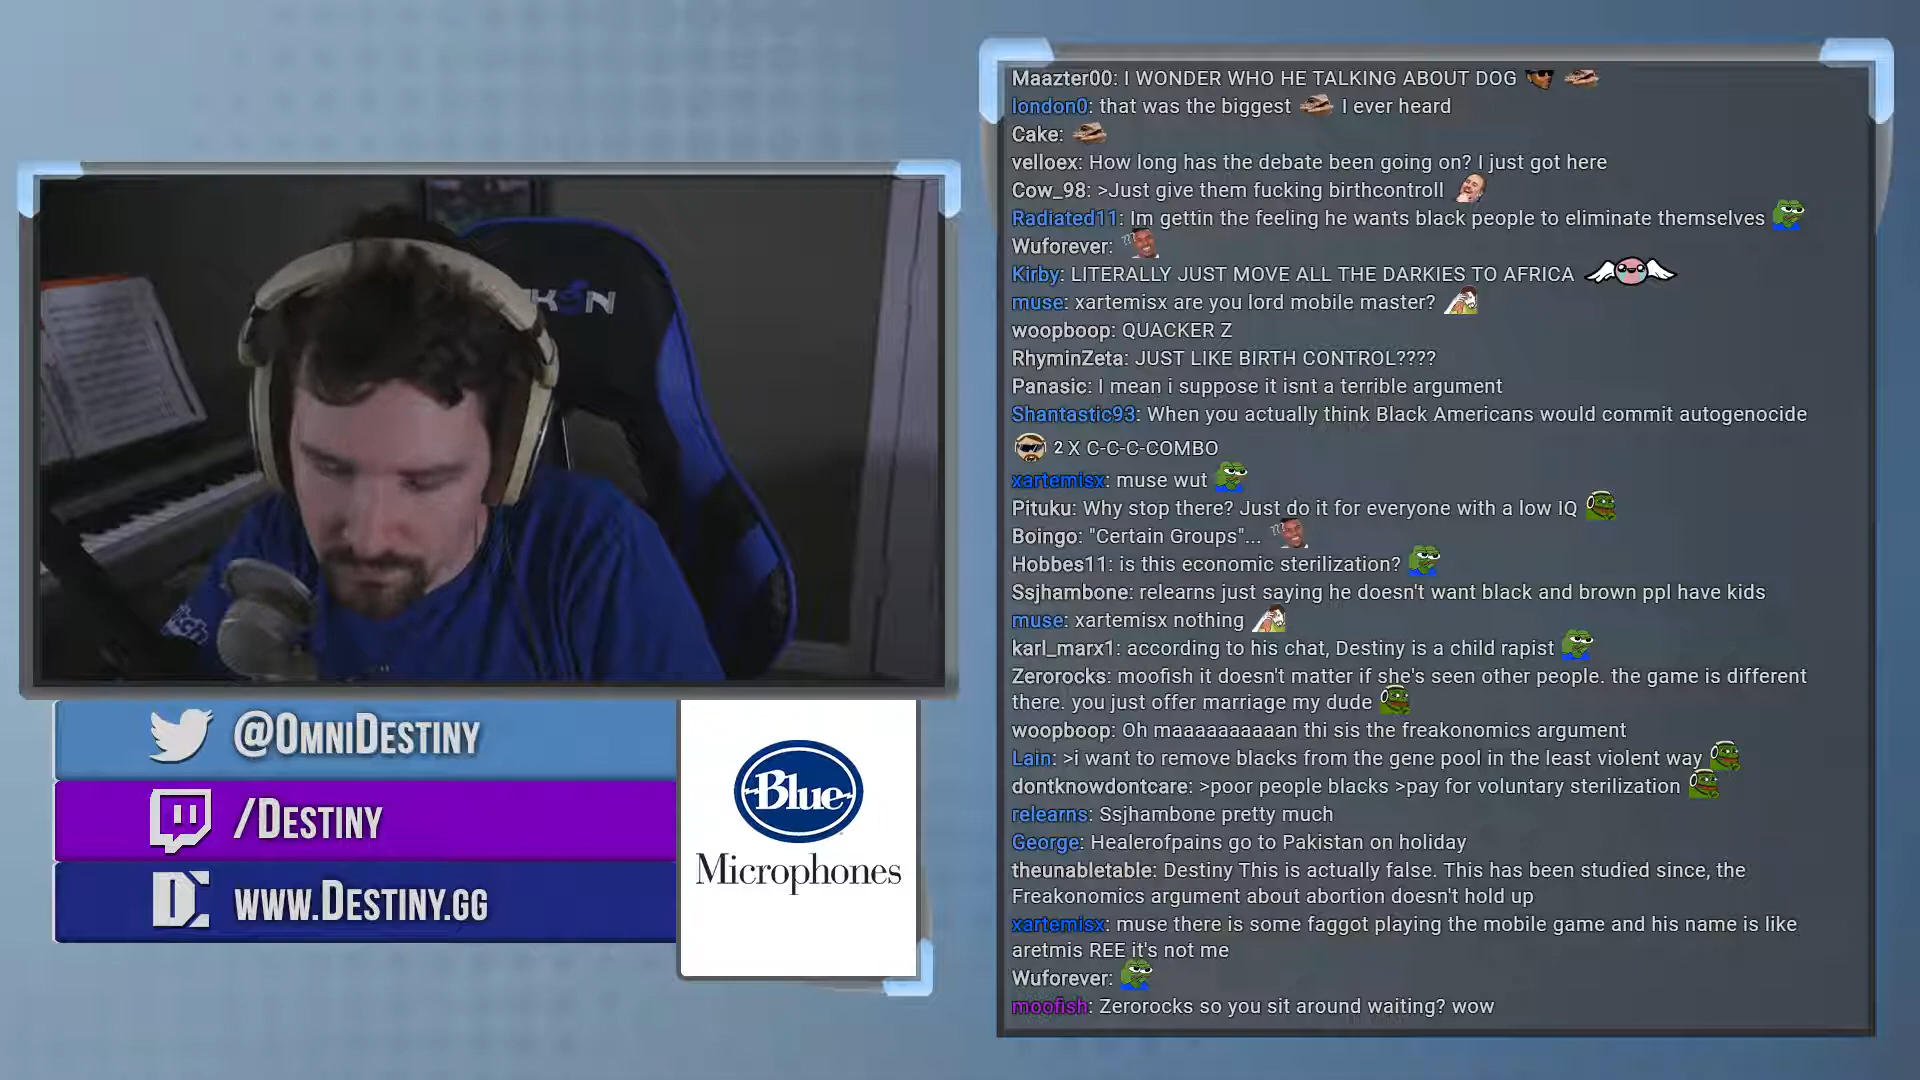 Maazter00: I WONDER WHO HE TALKING ABOUT DOG
london0: that was the biggest I ever heard
Cake:
velloex: How long has the debate been going on? I just got here
Cow_98: >Just give them fucking birthcontroll
Radiated11: Im gettin the feeling he wants black people to eliminate themselves
Wuforever: ???
Kirby: LITERALLY JUST MOVE ALL THE DARKIES TO AFRICA
muse: xartemisx are you lord mobile master?
woopboop: QUACKER Z
RhyminZeta: JUST LIKE BIRTH CONTROL????
Panasic: I mean i suppose it isnt a terrible argument
Shantastic93: When you actually think Black Americans would commit autogenocide
2 X C-C-C-COMBO
xartemisx: muse wut
Pituku: Why stop there? Just do it for everyone with a low IQ
Boingo: "Certain Groups"... ???
Hobbes11: is this economic sterilization?
Ssjhambone: relearns just saying he doesn't want black and brown ppl have kids
muse: xartemisx nothing
karl_marx1: according to his chat, Destiny is a child rapist
Zerorocks: moofish it doesn't matter if she's seen other people. the game is different
there. you just offer marriage my dude
woopboop: Oh maaaaaaaaaan thi sis the freakonomics argument
Lain: >i want to remove blacks from the gene pool in the least violent way
dontknowdontcare: >poor people blacks >pay for voluntary sterilization
relearns: Ssjhambone pretty much
George: Healerofpains go to Pakistan on holiday
theunabletable: Destiny This is actually false. This has been studied since, the
Freakonomics argument about abortion doesn't hold up
xartemisx: muse there is some faggot playing the mobile game and his name is like
aretmis REE it's not me
Wuforever:
moofish: Zerorocks so you sit around waiting? wow
@OmniDestiny
/Destiny
www.Destiny.gg
Blue
Microphones